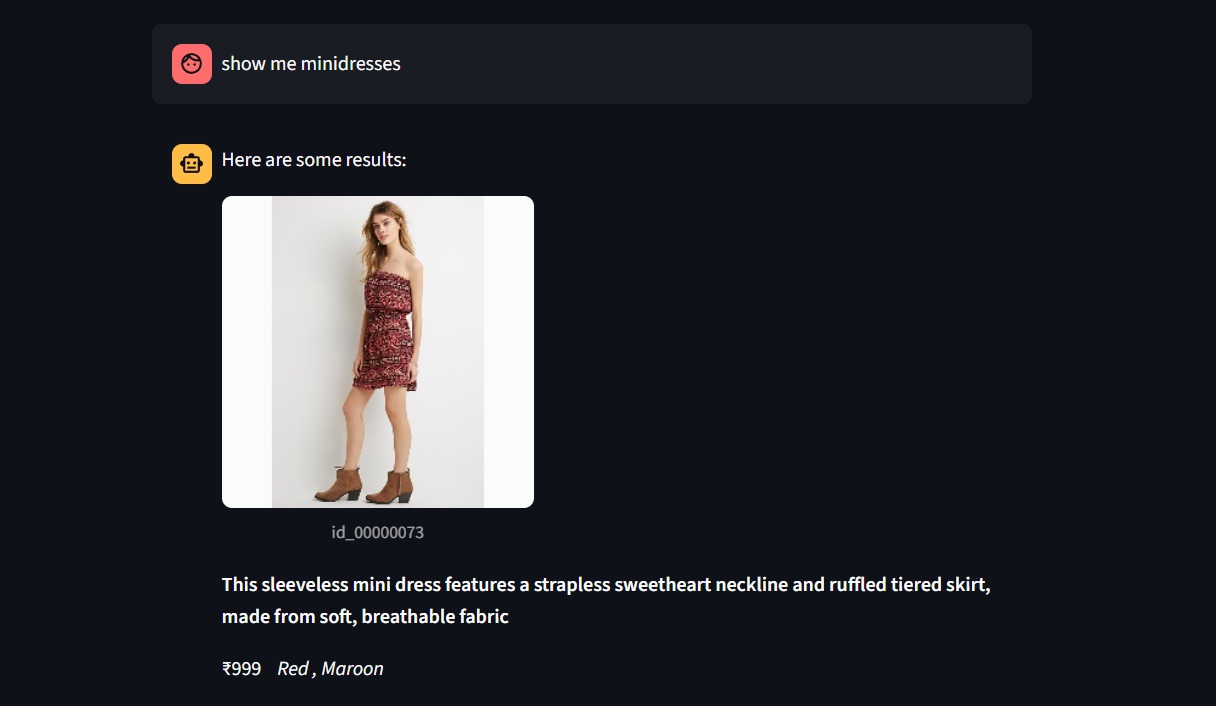 show me minidresses
Here are some results:
id_00000073
This sleeveless mini dress features a strapless sweetheart neckline and ruffled tiered skirt,
made from soft, breathable fabric
₹999 Red , Maroon